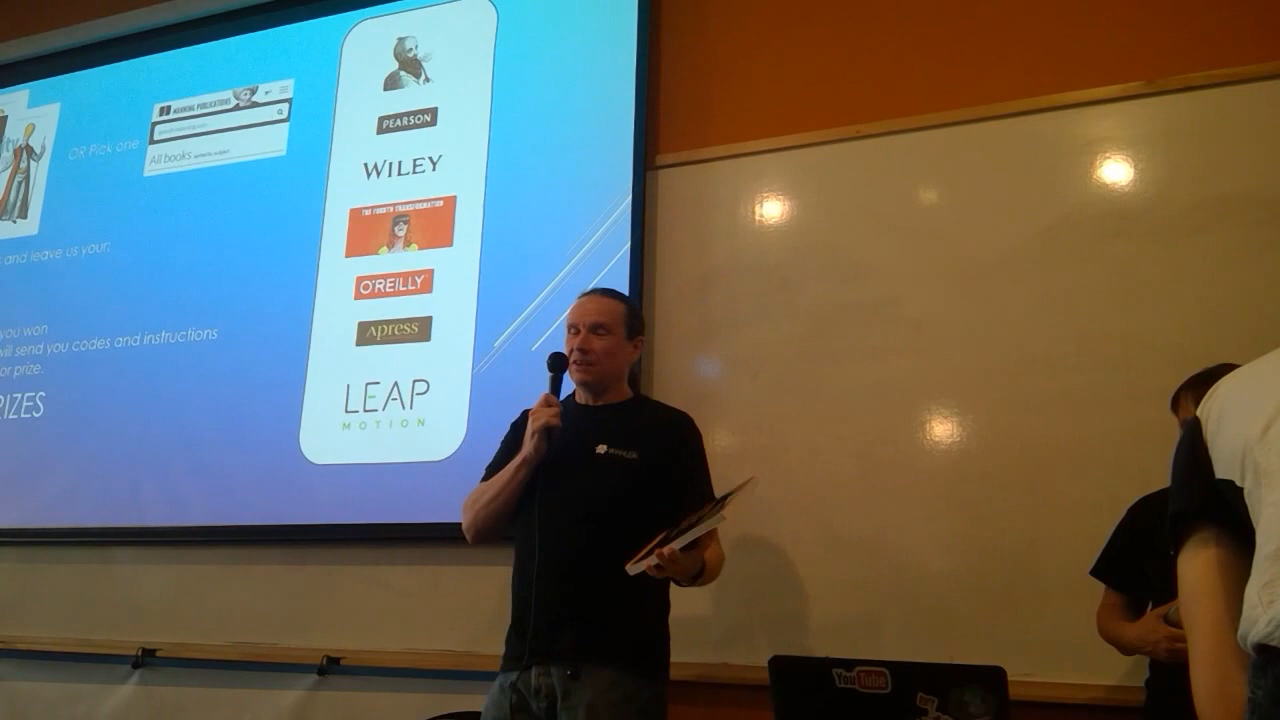 OR Pick one
MANNING PUBLICATIONS
All books
and leave us your:
you won
will send you codes and instructions
or prize.
PEARSON
WILEY
THE FOURTH TRANSFORMATION
O'REILLY
Apress
LEAP
MOTION
YouTube